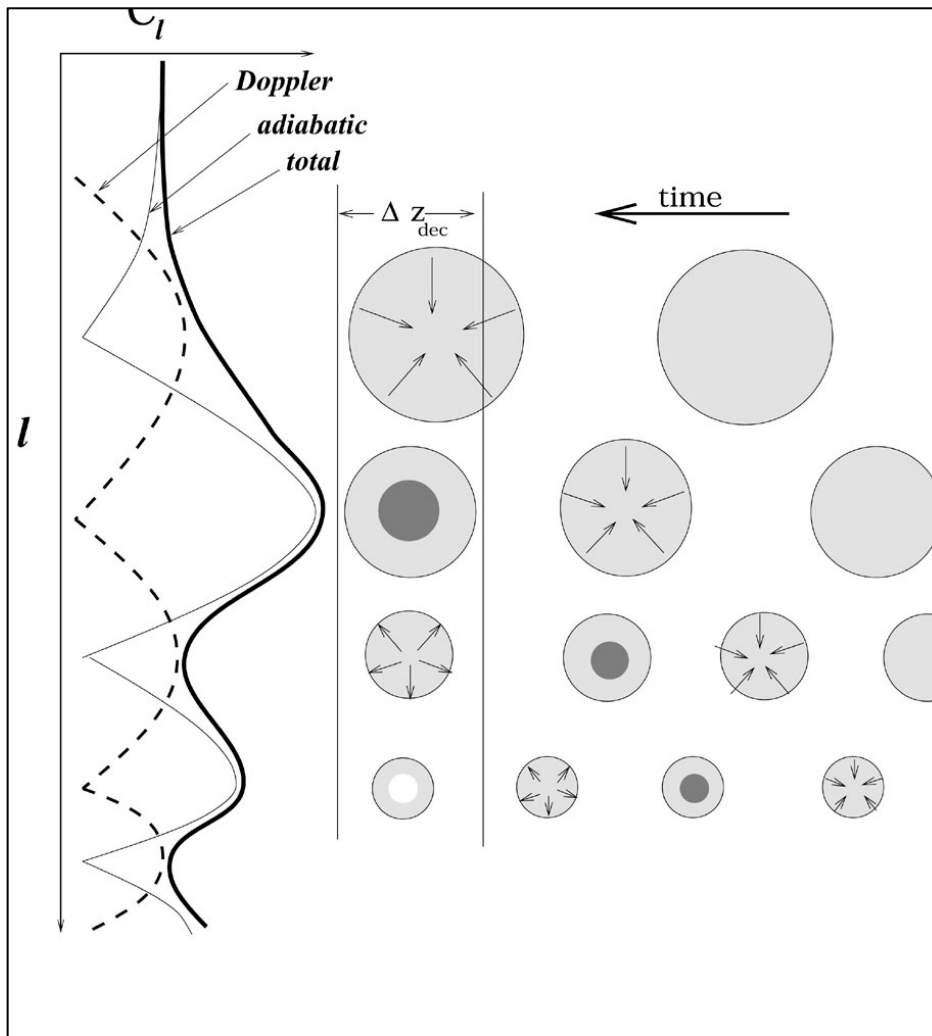 C_l
Doppler
adiabatic
total
Δ z_dec
time
l